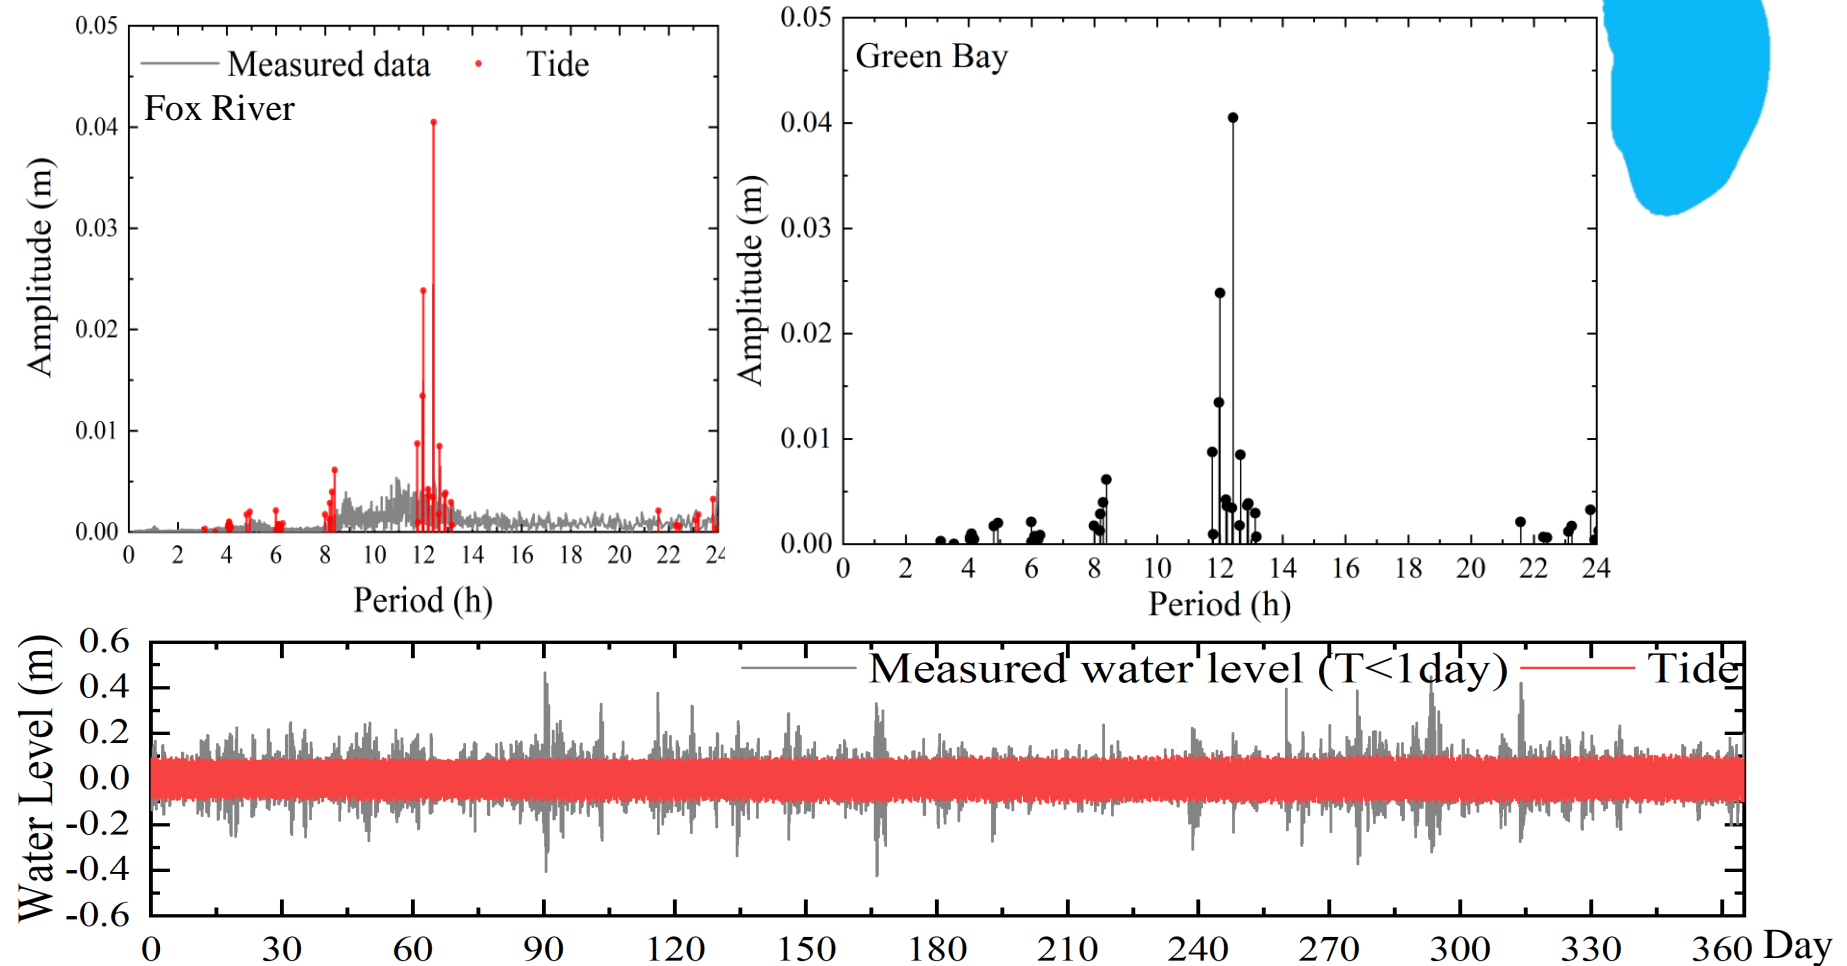 0.05
0.04
0.03
0.02
0.01
0.00
Amplitude (m)
Measured data
Tide
Fox River
0 2 4 6 8 10 12 14 16 18 20 22 24
Period (h)
0.05
0.04
0.03
0.02
0.01
0.00
Amplitude (m)
Green Bay
0 2 4 6 8 10 12 14 16 18 20 22 24
Period (h)
0.6
0.4
0.2
0.0
-0.2
-0.4
-0.6
Water Level (m)
Measured water level (T<1day)
Tide
0 30 60 90 120 150 180 210 240 270 300 330 360 Day